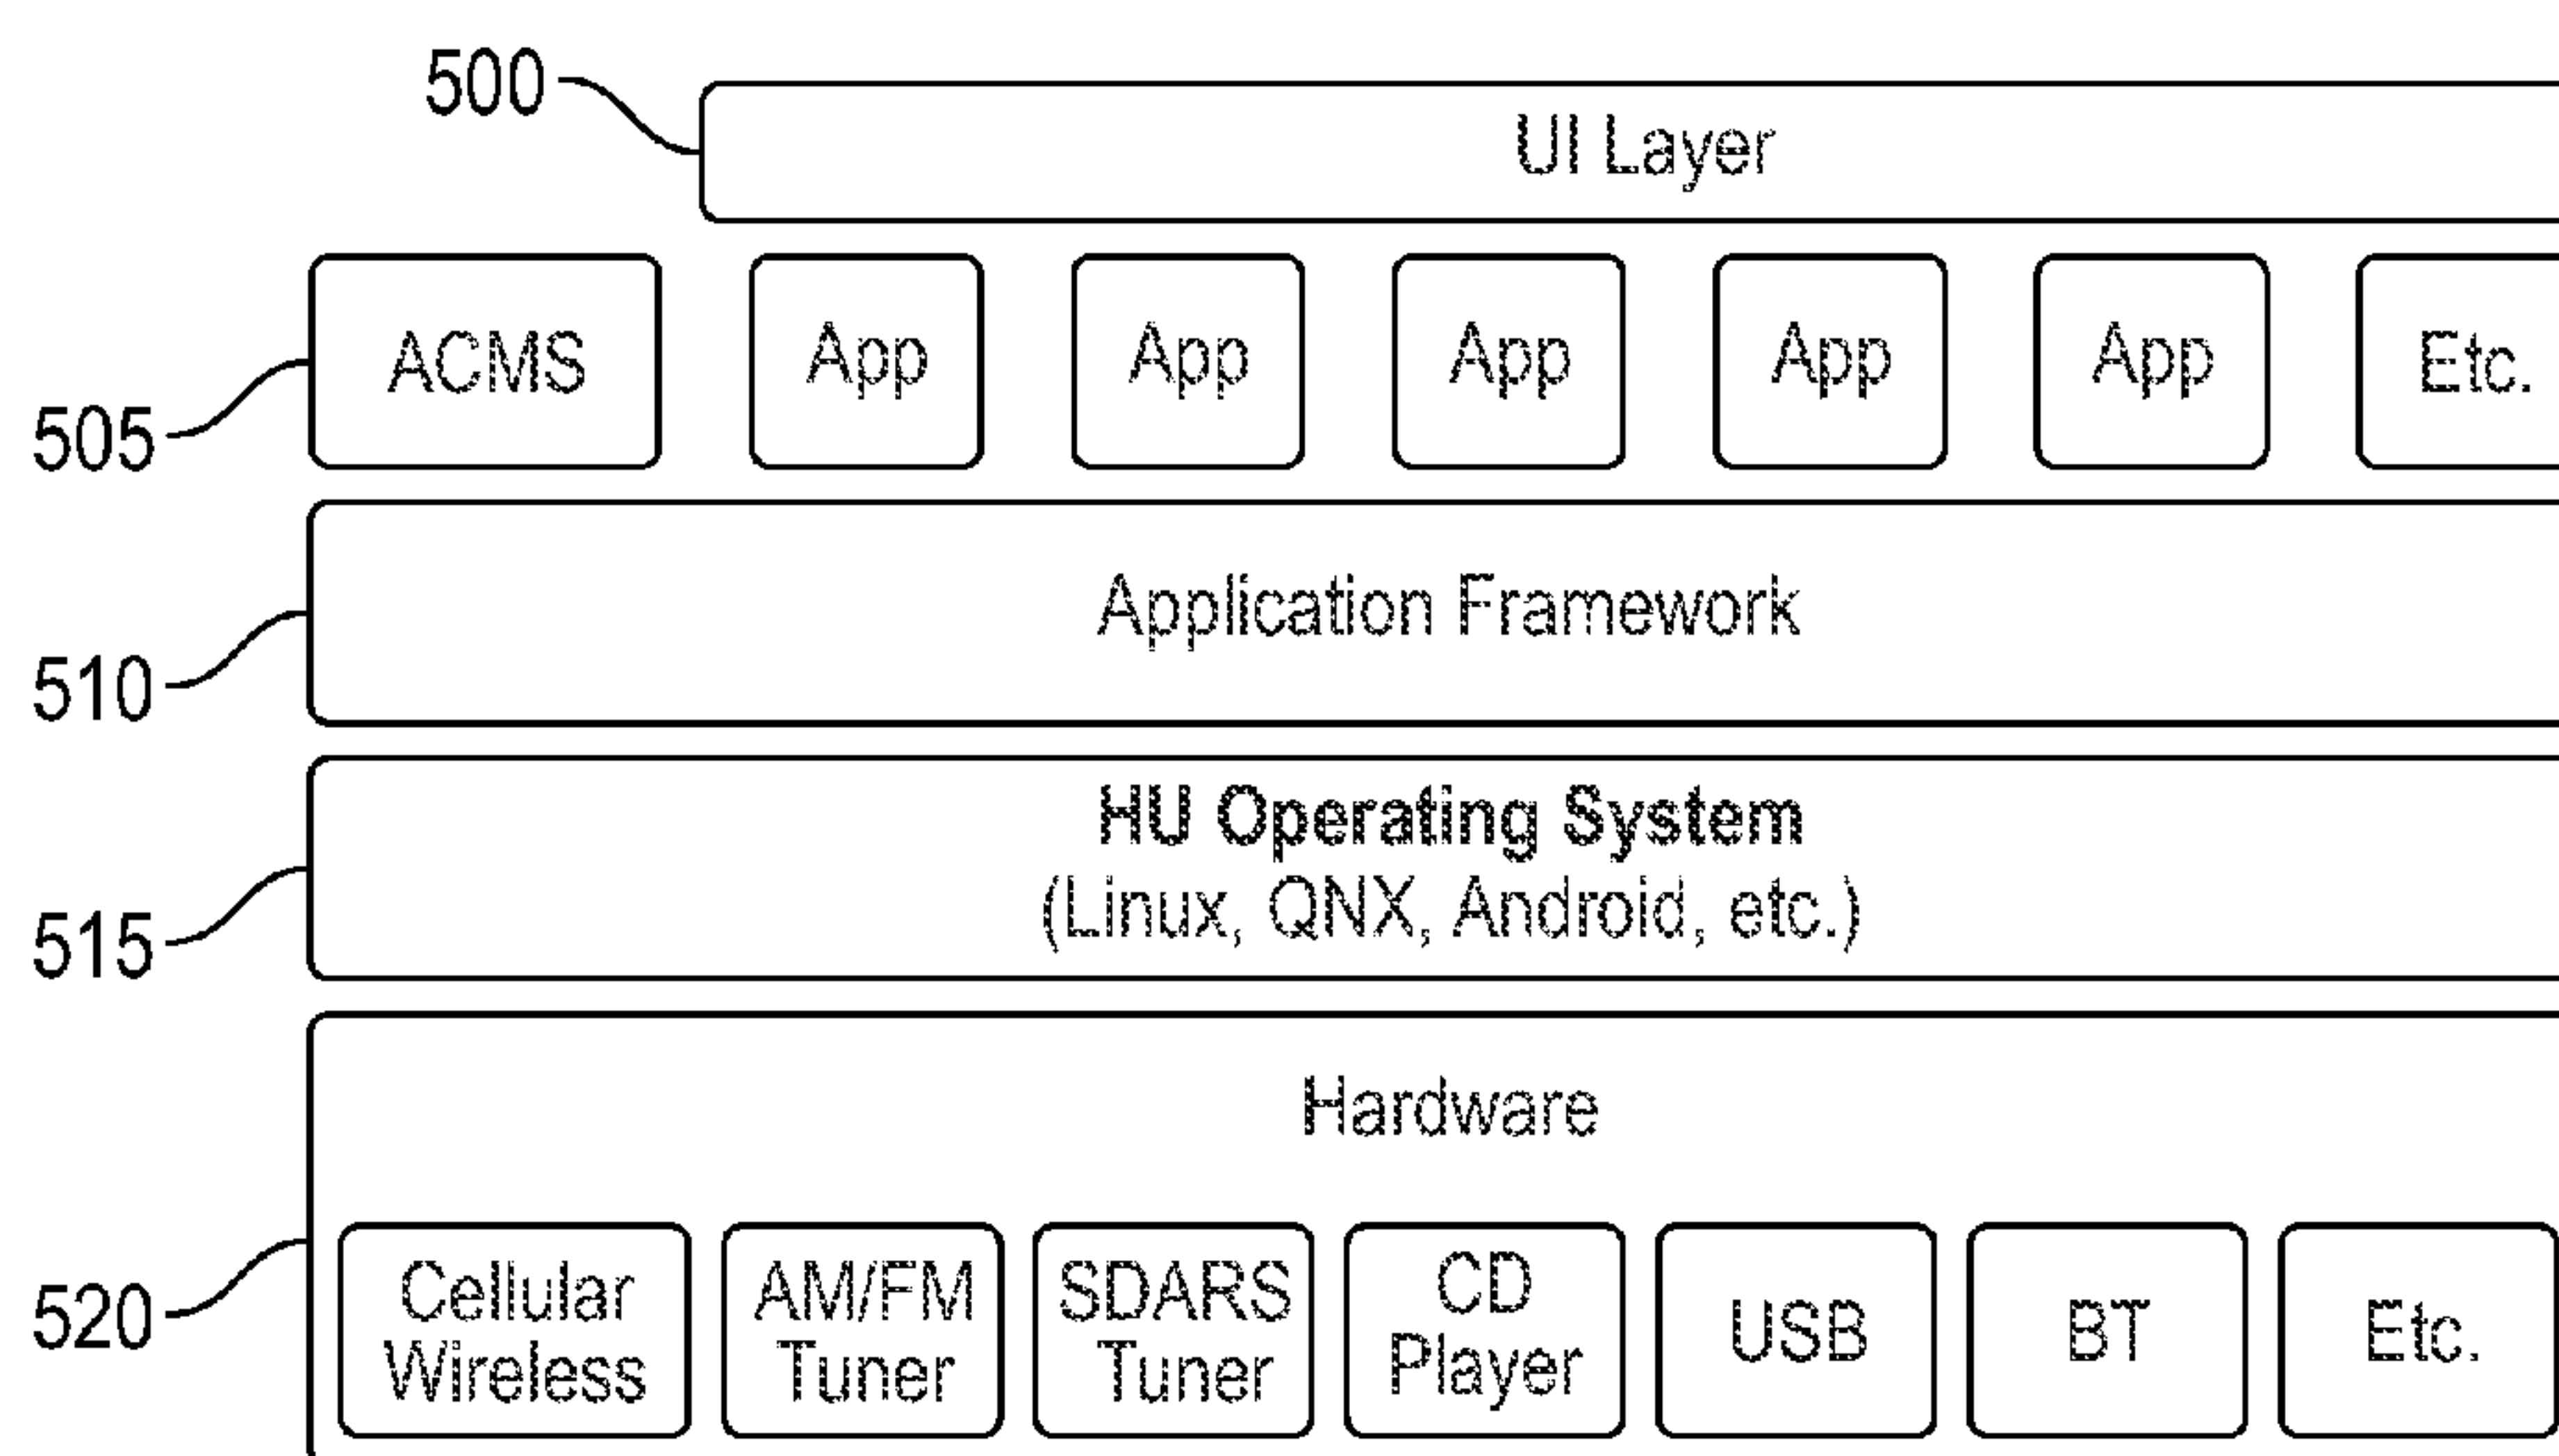 500
UI Layer
ACMS
App
App
App
App
App
Etc.
505
Application Framework
510
HU Operating System
(Linux, QNX, Android, etc.)
515
Hardware
Cellular
Wireless
AM/FM
Tuner
SDARS
Tuner
CD
Player
USB
BT
Etc.
520